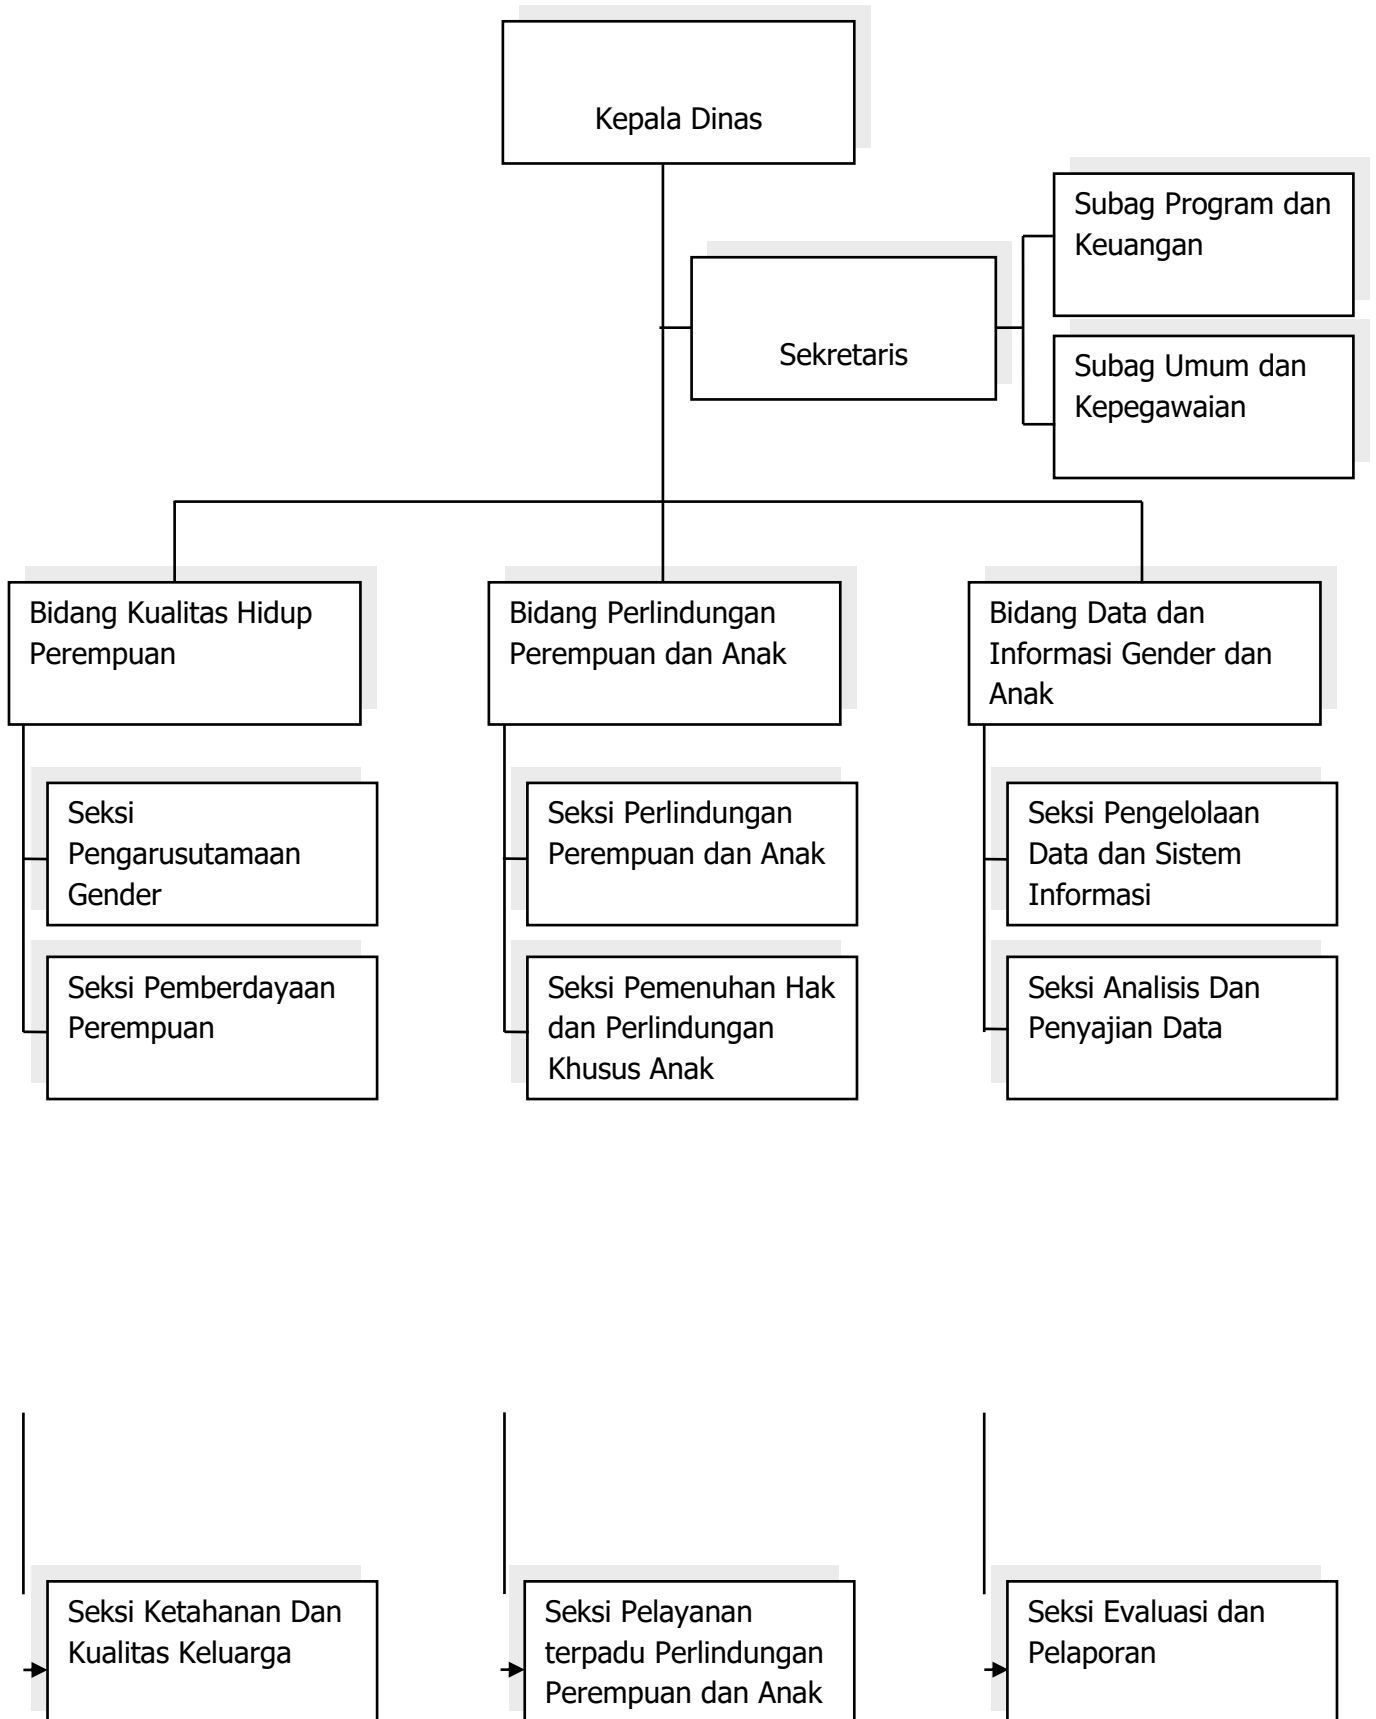 Kepala Dinas
Subag Program dan
Keuangan
Sekretaris
Subag Umum dan
Kepegawaian
Bidang Kualitas Hidup
Perempuan
Bidang Perlindungan
Perempuan dan Anak
Bidang Data dan
Informasi Gender dan
Anak
Seksi
Pengarusutamaan
Gender
Seksi Perlindungan
Perempuan dan Anak
Seksi Pengelolaan
Data dan Sistem
Informasi
Seksi Pemberdayaan
Perempuan
Seksi Pemenuhan Hak
dan Perlindungan
Khusus Anak
Seksi Analisis Dan
Penyajian Data
Seksi Ketahanan Dan
Kualitas Keluarga
Seksi Pelayanan
terpadu Perlindungan
Perempuan dan Anak
Seksi Evaluasi dan
Pelaporan